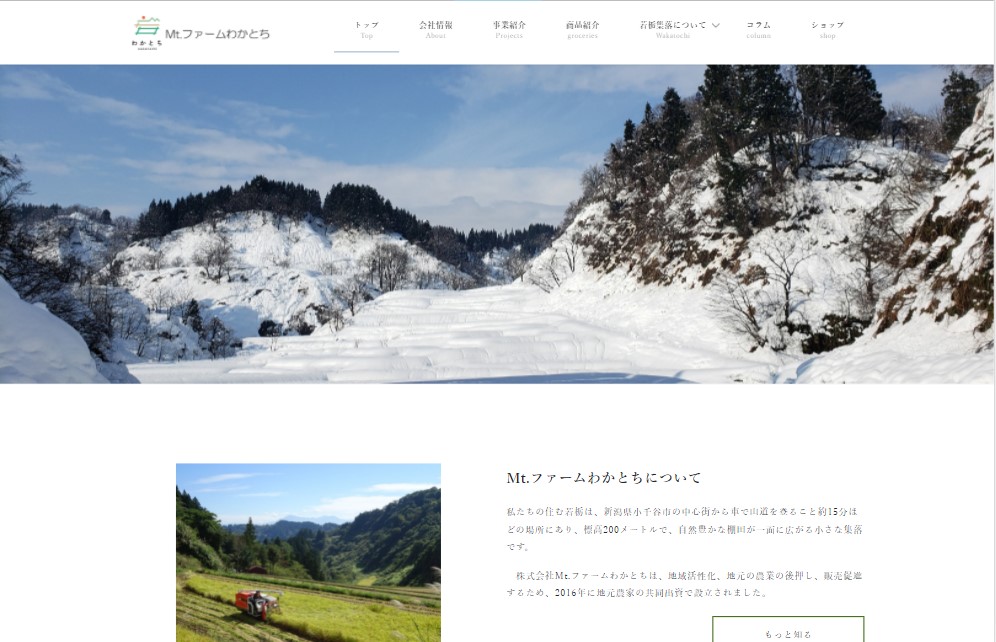 わかとち
Mt.ファームわかとち
トップ
Top
会社情報
About
事業紹介
Projects
商品紹介
groceries
若栃集落について
Wakatochi
コラム
column
ショップ
shop
Mt.ファームわかとちについて
私たちの住む若栃は、新潟県小千谷市の中心街から車で山道を登ること約15分ほ
どの場所にあり、標高200メートルで、自然豊かな棚田が一面に広がる小さな集落
です。
株式会社Mt.ファームわかとちは、地域活性化、地元の農業の後押し、販売促進
するため、2016年に地元農家の共同出資で設立されました。
もっと知る